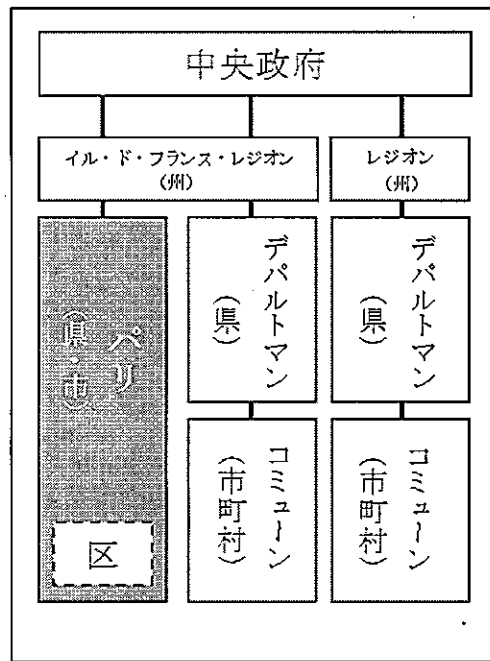 中央政府
イル・ド・フランス・レジオン
(州)
レジオン
(州)
パリ
(県・市)
区
デパルトマン
(県)
コミューン
(市町村)
デパルトマン
(県)
コミューン
(市町村)